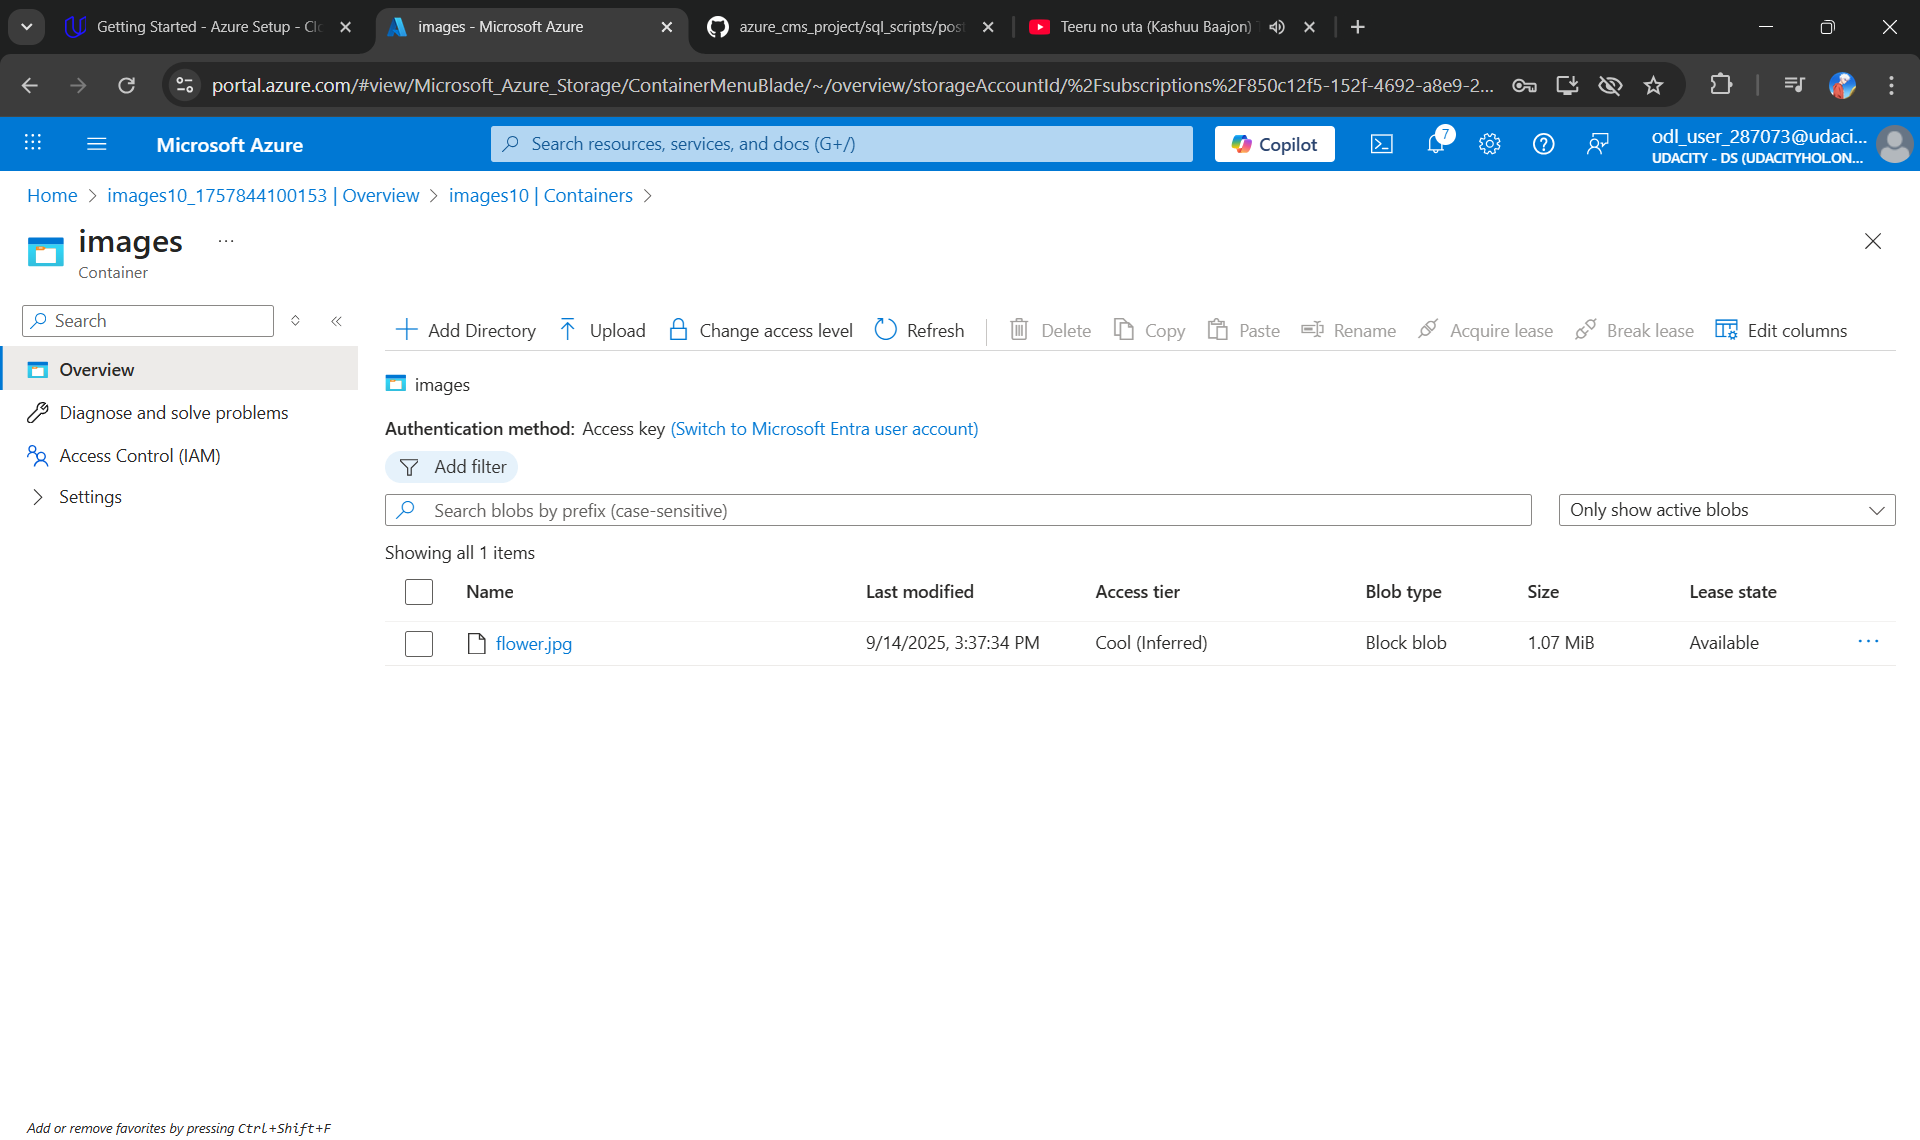 Getting Started - Azure Setup - Clo
images - Microsoft Azure
azure_cms_project/sql_scripts/post
Teeru no uta (Kashuu Baajon)
portal.azure.com/#view/Microsoft_Azure_Storage/ContainerMenuBlade/~/overview/storageAccountId/%2Fsubscriptions%2F850c12f5-152f-4692-a8e9-2...
Microsoft Azure
Search resources, services, and docs (G+/)
Copilot
7
odl_user_287073@udaci...
UDACITY - DS (UDACITYHOL.ON...
Home > images10_1757844100153 | Overview > images10 | Containers >
images ...
Container
Search
Overview
Diagnose and solve problems
Access Control (IAM)
Settings
Add Directory Upload Change access level Refresh Delete Copy Paste Rename Acquire lease Break lease Edit columns
images
Authentication method: Access key (Switch to Microsoft Entra user account)
Add filter
Search blobs by prefix (case-sensitive)
Only show active blobs
Showing all 1 items
Name Last modified Access tier Blob type Size Lease state
flower.jpg 9/14/2025, 3:37:34 PM Cool (Inferred) Block blob 1.07 MiB Available ...
Add or remove favorites by pressing Ctrl+Shift+F